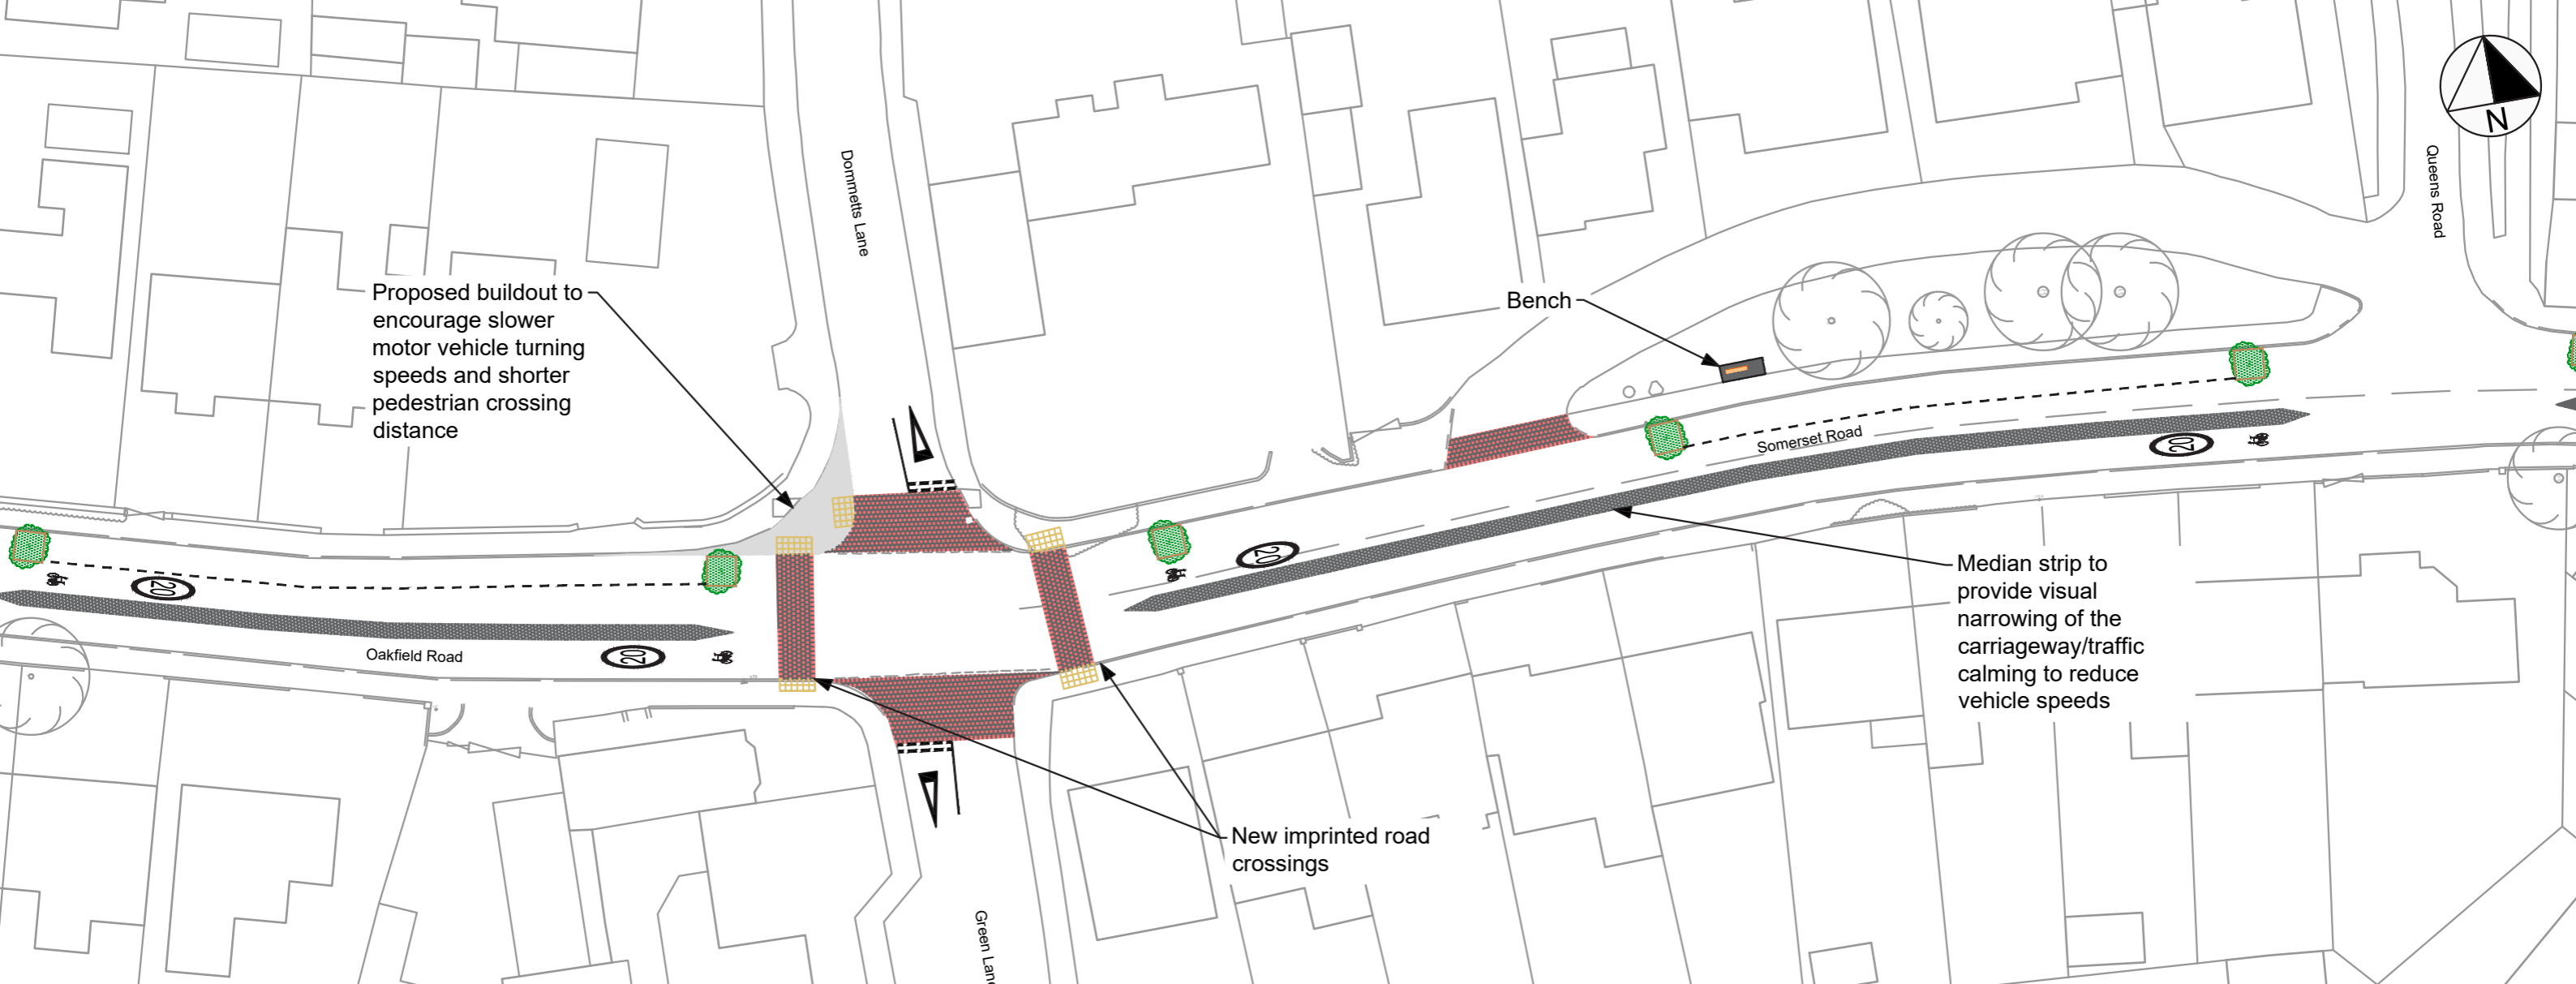 Dommetts Lane
Queens Road
N
Proposed buildout to
encourage slower
motor vehicle turning
speeds and shorter
pedestrian crossing
distance
Bench
Somerset Road
20
20
20
20
Oakfield Road
Median strip to
provide visual
narrowing of the
carriageway/traffic
calming to reduce
vehicle speeds
New imprinted road
crossings
Green Lane